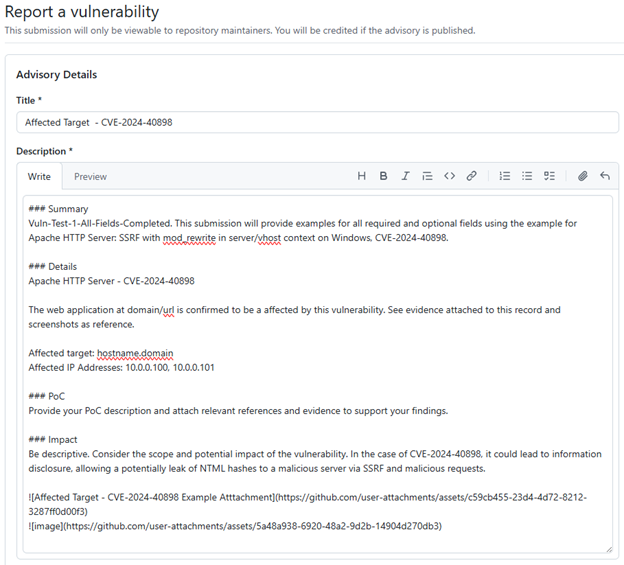 Report a vulnerability
This submission will only be viewable to repository maintainers. You will be credited if the advisory is published.
Advisory Details
Title *
Affected Target - CVE-2024-40898
Description *
Write Preview
### Summary
Vuln-Test-1-All-Fields-Completed. This submission will provide examples for all required and optional fields using the example for
Apache HTTP Server: SSRF with mod_rewrite in server/vhost context on Windows, CVE-2024-40898.
### Details
Apache HTTP Server - CVE-2024-40898
The web application at domain/url is confirmed to be a affected by this vulnerability. See evidence attached to this record and
screenshots as reference.
Affected target: hostname.domain
Affected IP Addresses: 10.0.0.100, 10.0.0.101
### PoC
Provide your PoC description and attach relevant references and evidence to support your findings.
### Impact
Be descriptive. Consider the scope and potential impact of the vulnerability. In the case of CVE-2024-40898, it could lead to information
disclosure, allowing a potentially leak of NTML hashes to a malicious server via SSRF and malicious requests.
![Affected Target - CVE-2024-40898 Example Atttachment](https://github.com/user-attachments/assets/c59cb455-23d4-4d72-8212-
3287ff0d00f3)
![image](https://github.com/user-attachments/assets/5a48a938-6920-48a2-9d2b-14904d270db3)